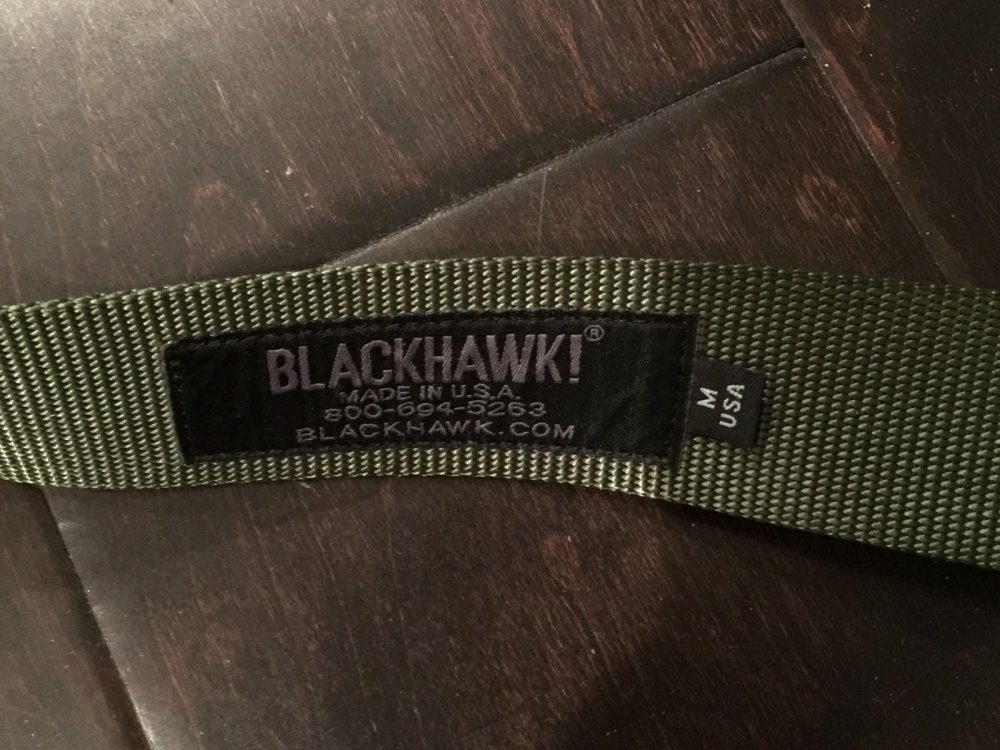 BLACKHAWK!®
MADE IN U.S.A.
800-694-5263
BLACKHAWK.COM
M
USA